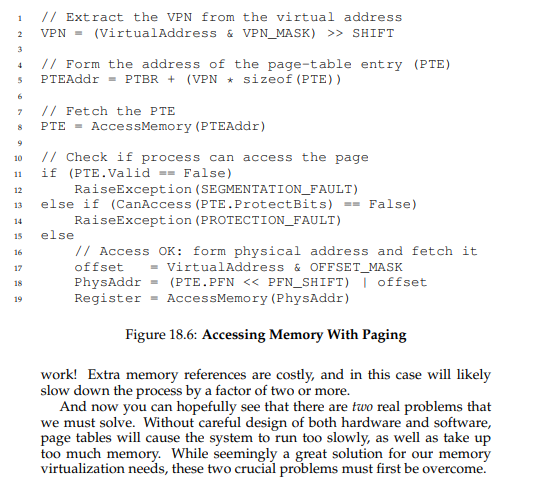 1 // Extract the VPN from the virtual address
2 VPN = (VirtualAddress & VPN_MASK) >> SHIFT
3
4 // Form the address of the page-table entry (PTE)
5 PTEAddr = PTBR + (VPN * sizeof(PTE))
6
7 // Fetch the PTE
8 PTE = AccessMemory(PTEAddr)
9
10 // Check if process can access the page
11 if (PTE.Valid == False)
12 RaiseException(SEGMENTATION_FAULT)
13 else if (CanAccess(PTE.ProtectBits) == False)
14 RaiseException(PROTECTION_FAULT)
15 else
16 // Access OK: form physical address and fetch it
17 offset = VirtualAddress & OFFSET_MASK
18 PhysAddr = (PTE.PFN << PFN_SHIFT) | offset
19 Register = AccessMemory(PhysAddr)
Figure 18.6: Accessing Memory With Paging
work! Extra memory references are costly, and in this case will likely
slow down the process by a factor of two or more.
And now you can hopefully see that there are two real problems that
we must solve. Without careful design of both hardware and software,
page tables will cause the system to run too slowly, as well as take up
too much memory. While seemingly a great solution for our memory
virtualization needs, these two crucial problems must first be overcome.